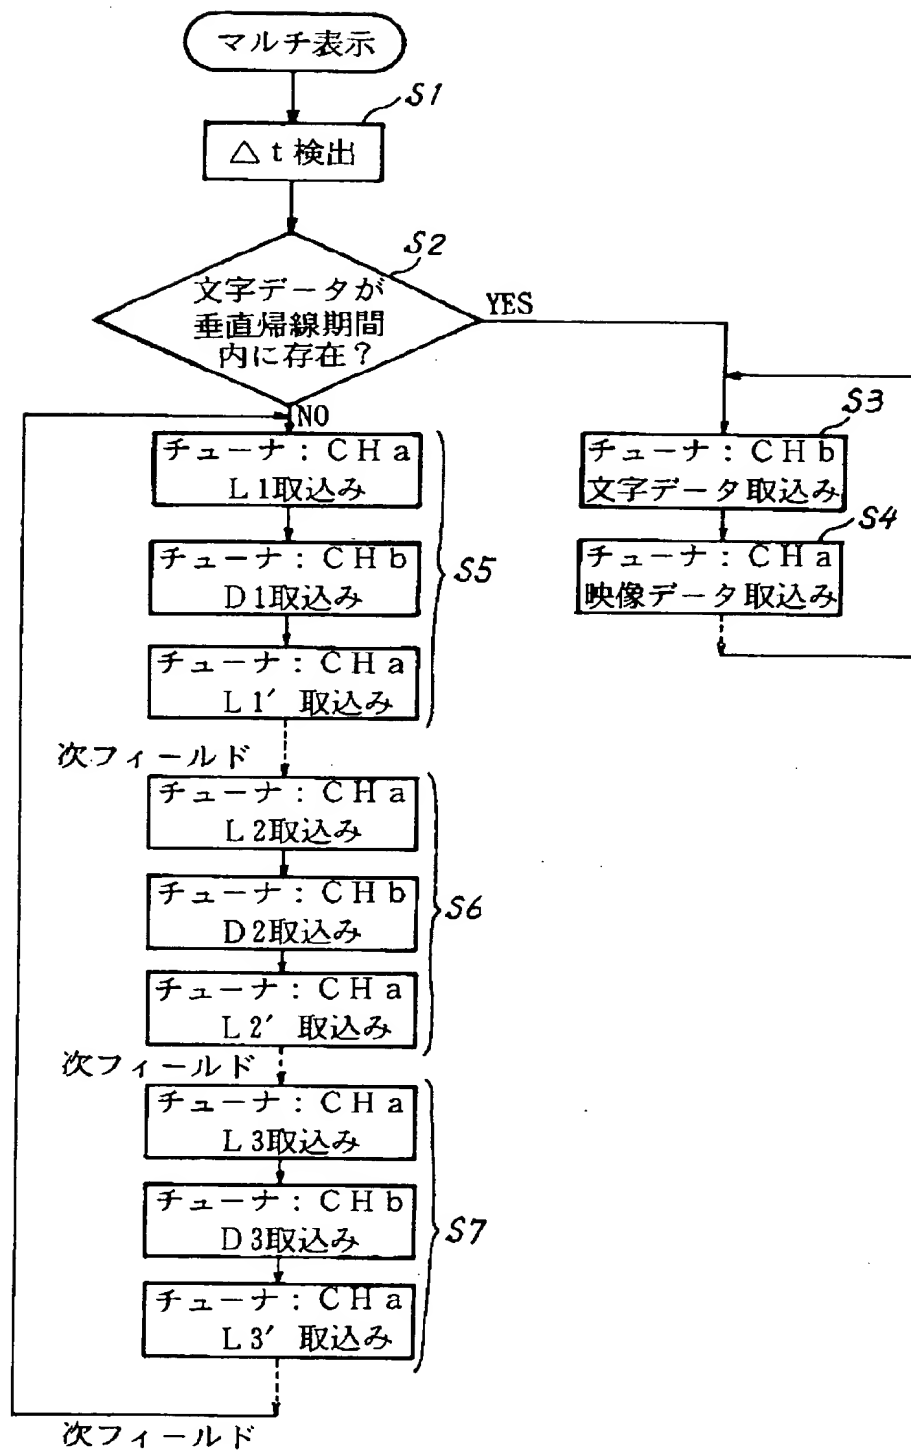 マルチ表示
S1
△t検出
S2
文字データが
垂直帰線期間
内に存在？
YES
NO
S3
チューナ：CHb
文字データ取込み
S4
チューナ：CHa
映像データ取込み
チューナ：CHa
L1取込み
チューナ：CHb
D1取込み
S5
チューナ：CHa
L1′取込み
次フィールド
チューナ：CHa
L2取込み
チューナ：CHb
D2取込み
S6
チューナ：CHa
L2′取込み
次フィールド
チューナ：CHa
L3取込み
チューナ：CHb
D3取込み
S7
チューナ：CHa
L3′取込み
次フィールド